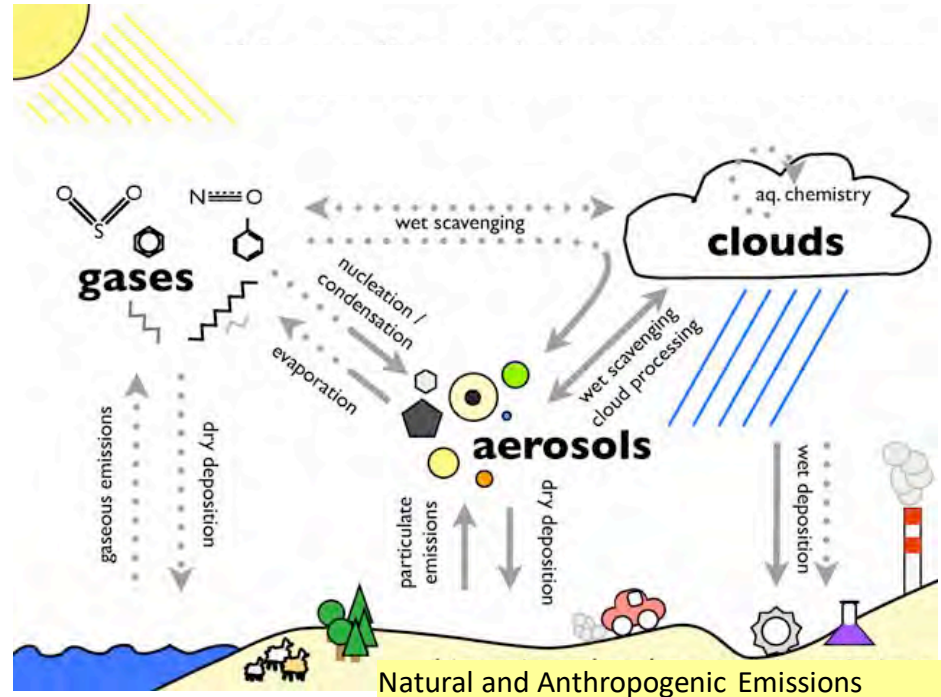 O
O
S
N
O
gases
wet scavenging
aq. chemistry
clouds
nucleation /
condensation
evaporation
wet scavenging
cloud processing
aerosols
gaseous emissions
dry deposition
particulate
emissions
dry deposition
wet deposition
Natural and Anthropogenic Emissions